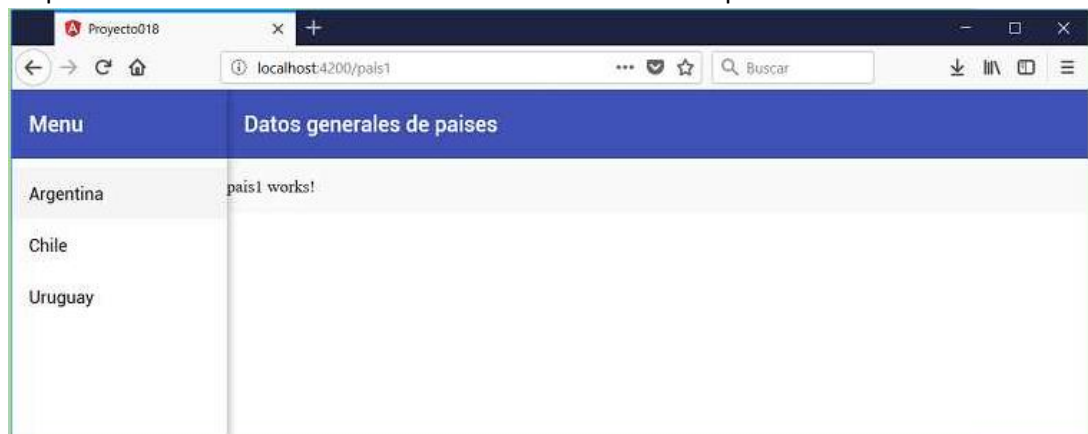 Proyecto018
localhost:4200/pais1
Buscar
Menu
Datos generales de paises
Argentina
pais1 works!
Chile
Uruguay